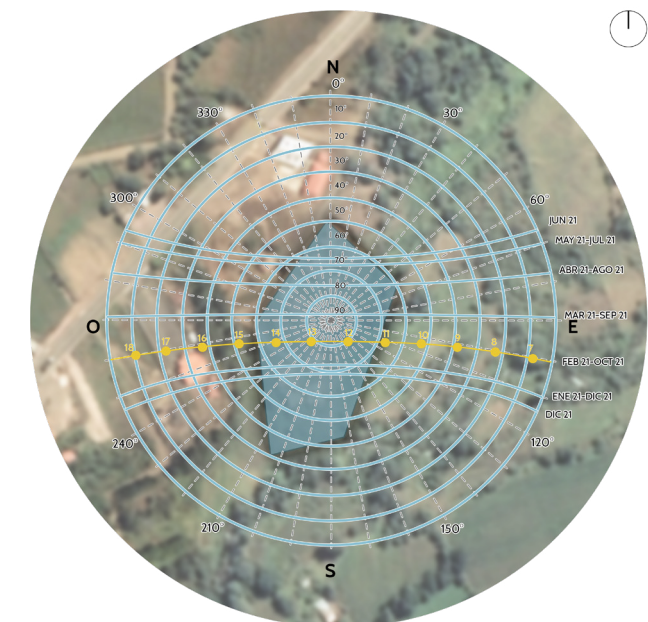 N
0°
330°
30°
10°
20°
30°
300°
60°
40°
JUN 21
50°
60°
MAY 21-JUL 21
70°
ABR 21-AGO 21
80°
90
MAR 21-SEP 21
O
E
18
17
16
15
14
13
12
11
10
9
8
7
FEB 21-OCT 21
ENE 21-DIC 21
DIC 21
240°
120°
210°
150°
S